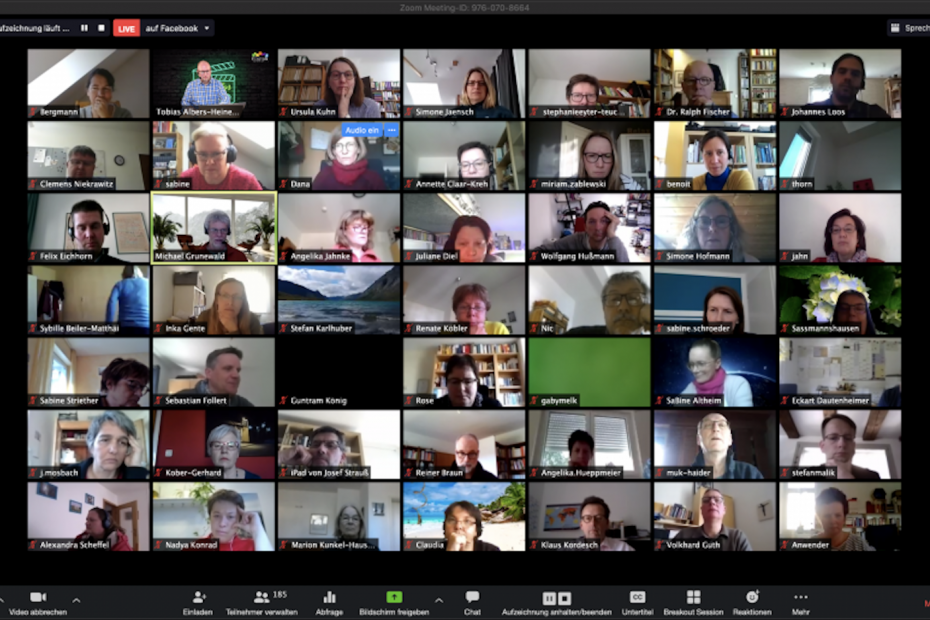 Zoom Meeting-ID: 976-070-8664
ufzeichnung läuft ...
LIVE auf Facebook
Sprech
Bergmann
Tobias Albers-Heine...
Ursula Kuhn
Simone Jaensch
stephanieeyter-teuc...
Dr. Ralph Fischer
Johannes Loos
Clemens Niekrawitz
sabine
Audio ein ...
Dana
Annette Claar-Kreh
miriam.zablewski
benoit
thorn
Felix Eichhorn
Michael Grunewald
Angelika Jahnke
Juliane Diel
Wolfgang Hußmann
Simone Hofmann
jahn
Sybille Beiler-Matthäi
Inka Gente
Stefan Karlhuber
Renate Köbler
Nic
sabine.schroeder
Sassmannshausen
Sabine Striether
Sebastian Follert
Guntram König
Rose
gabymelk
Saßine Altheim
Eckart Dautenheimer
j.mosbach
Kober-Gerhard
iPad von Josef Strauß
Reiner Braun
Angelika.Hueppmeier
muk-haider
stefanmalik
Alexandra Scheffel
Nadya Konrad
Marion Kunkel-Haus...
Claudia
Klaus Kordesch
Volkhard Guth
Anwender
185
CC
Video abbrechen
Einladen
Teilnehmer verwalten
Abfrage
Bildschirm freigeben
Chat
Aufzeichnung anhalten/beenden
Untertitel
Breakout Session
Reaktionen
Mehr